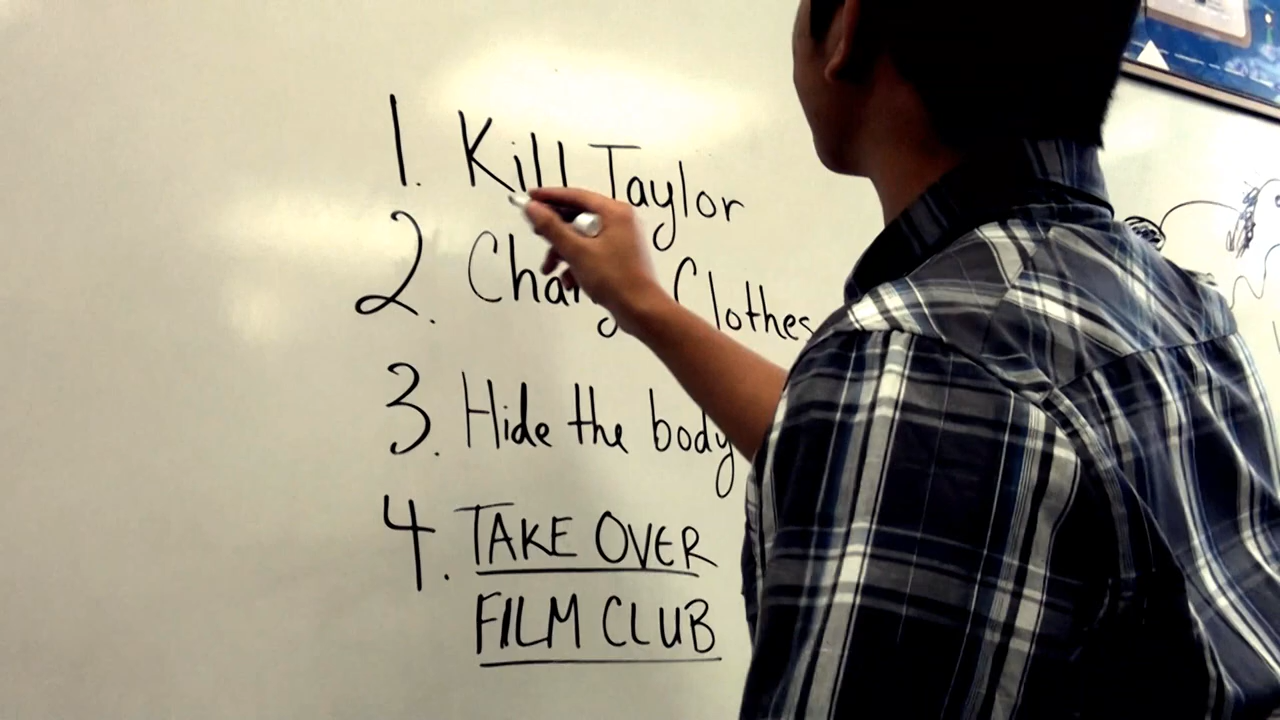 1. Kill Taylor
2. Clothes
3. Hide the body
4. TAKE OVER
FILM CLUB